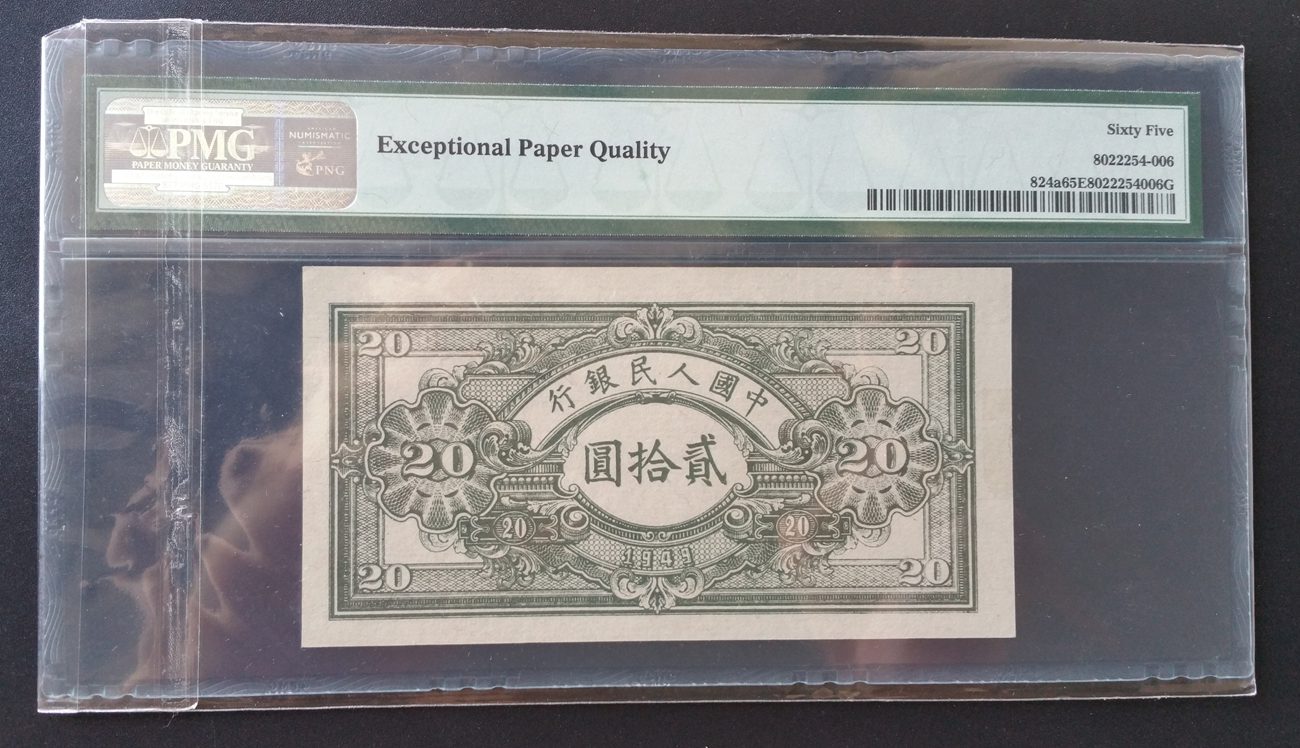 PMG
PAPER MONEY GUARANTY
NUMISMATIC
PNG
Exceptional Paper Quality
Sixty Five
8022254-006
824a65E8022254006G
20 20
行銀民人國中
20 圓拾貳 20
20 20
1949
20 20